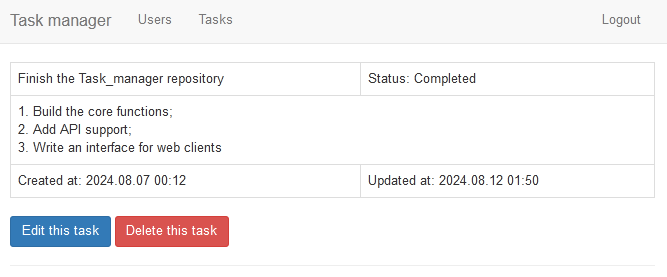 Task manager Users Tasks Logout
Finish the Task_manager repository Status: Completed
1. Build the core functions;
2. Add API support;
3. Write an interface for web clients
Created at: 2024.08.07 00:12 Updated at: 2024.08.12 01:50
Edit this task Delete this task